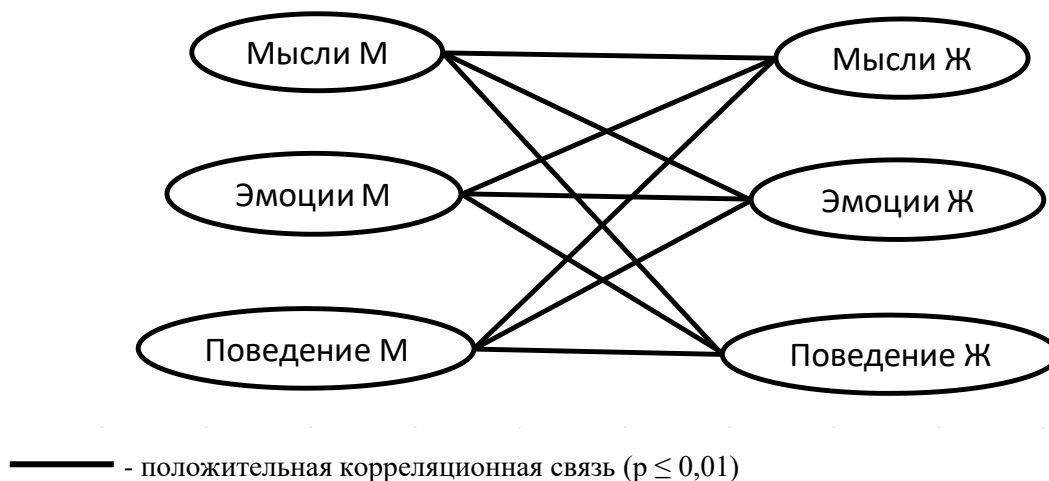 Мысли М
Мысли Ж
Эмоции М
Эмоции Ж
Поведение М
Поведение Ж
- положительная корреляционная связь (p ≤ 0,01)